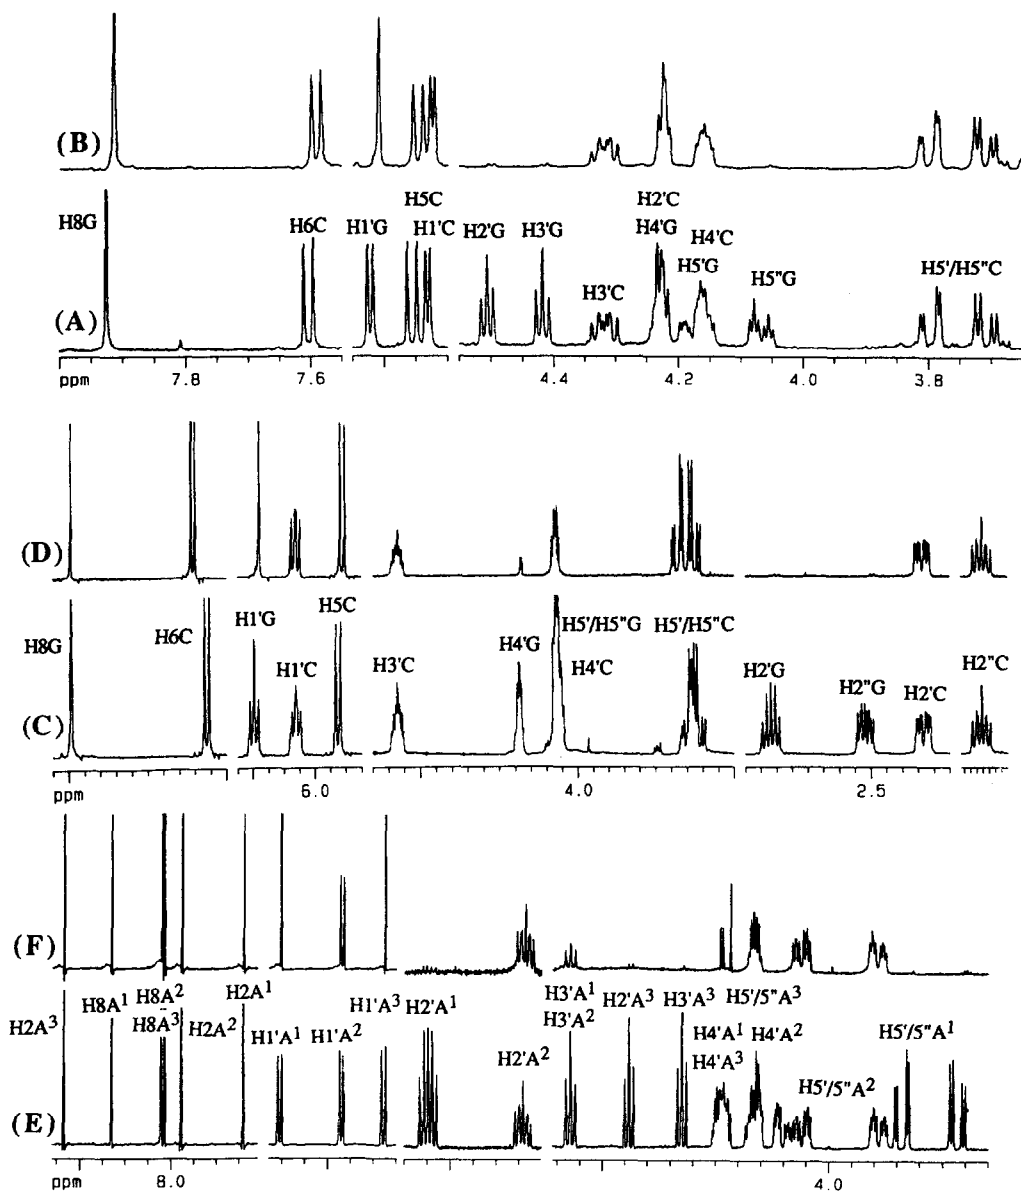 (B)
H8G
H6C
H1'G
H5C
H1'C
H2'G
H3'G
H3'C
H2'C
H4'G
H4'C
H5'G
H5"G
H5'/H5"C
(A)
ppm 7.8 7.6 4.4 4.2 4.0 3.8
(D)
H8G
H6C
H1'G
H1'C
H5C
H3'C
H4'G
H5'/H5"G
H4'C
H5'/H5"C
H2'G
H2"G
H2'C
H2"C
(C)
ppm 6.0 4.0 2.5
(F)
H2A3
H8A1
H8A2
H8A3
H2A2
H2A1
H1'A1
H1'A2
H1'A3
H2'A1
H2'A2
H3'A1
H3'A2
H2'A3
H3'A3
H5'/5"A3
H4'A1
H4'A3
H4'A2
H5'/5"A2
H5'/5"A1
(E)
ppm 8.0 4.0